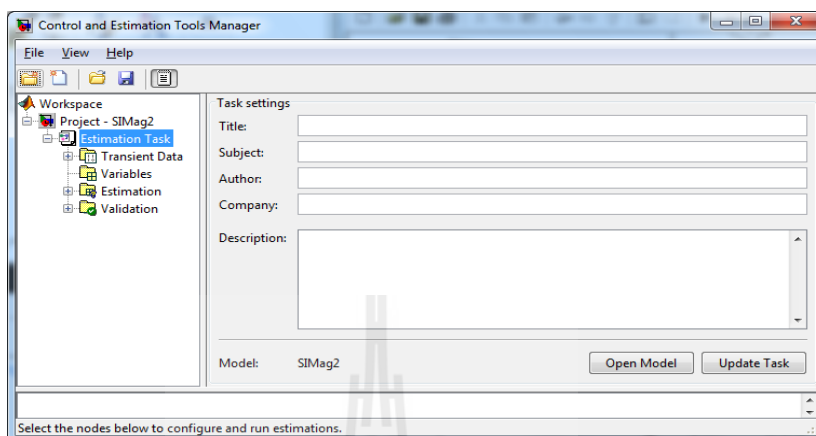 Control and Estimation Tools Manager
File View Help
Workspace
Project - SIMag2
Estimation Task
Transient Data
Variables
Estimation
Validation
Task settings
Title:
Subject:
Author:
Company:
Description:
Model: SIMag2 Open Model Update Task
Select the nodes below to configure and run estimations.